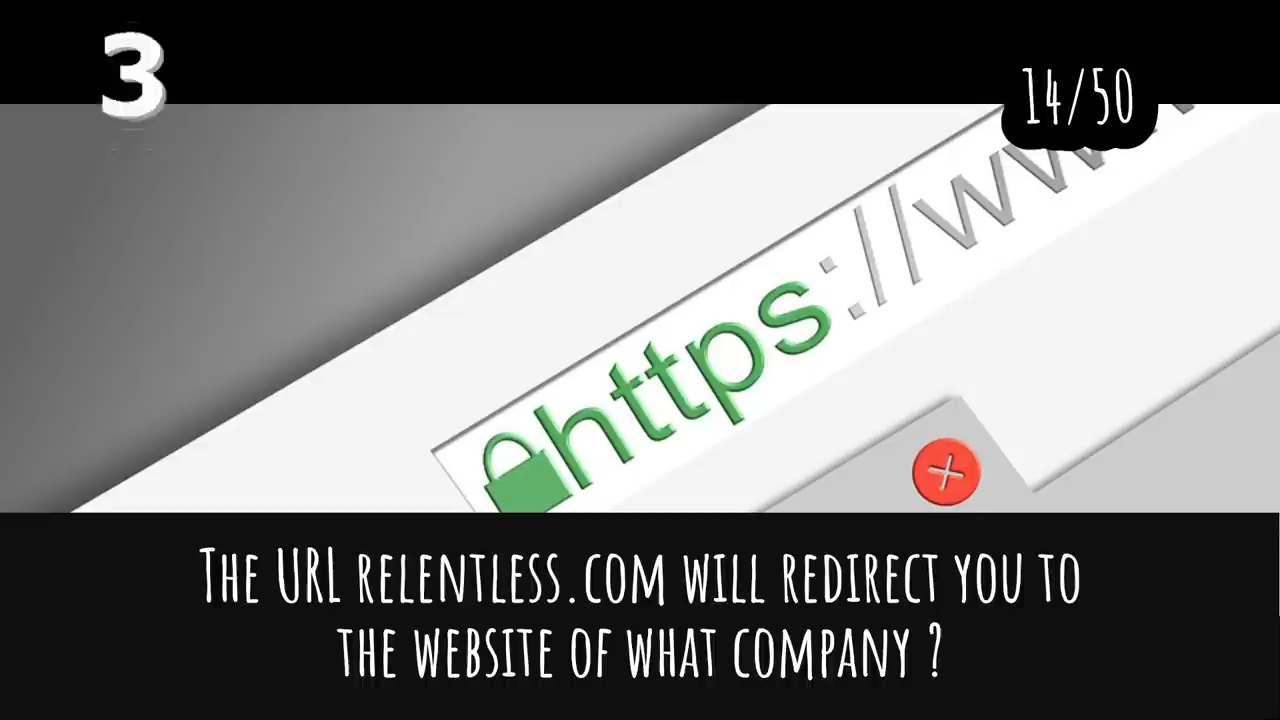 3
14/50
https://www
The URL relentless.com will redirect you to
the website of what company ?